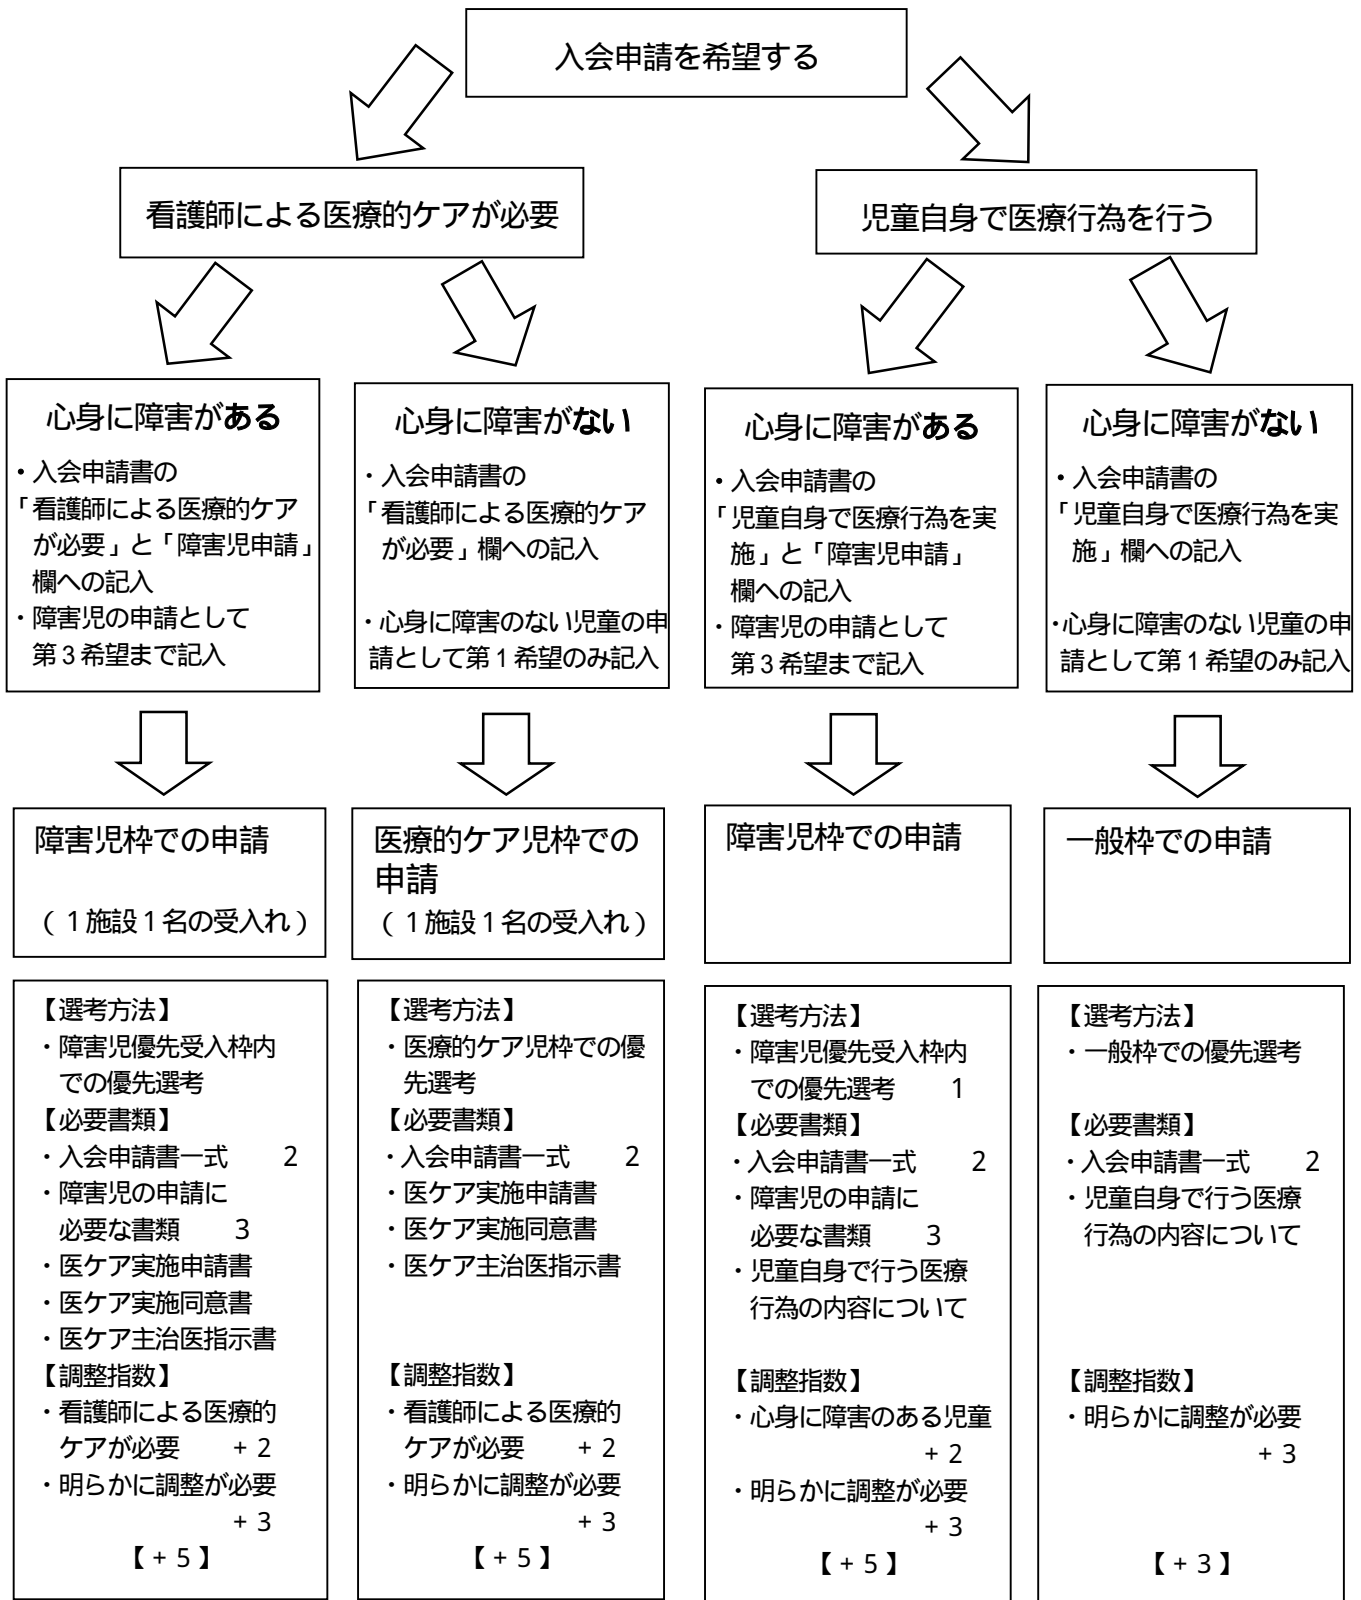 入会申請を希望する
看護師による医療的ケアが必要
児童自身で医療行為を行う
心身に障害がある
・入会申請書の
「看護師による医療的ケア
が必要」と「障害児申請」
欄への記入
・障害児の申請として
第3希望まで記入
心身に障害がない
・入会申請書の
「看護師による医療的ケア
が必要」欄への記入
・心身に障害のない児童の申
請として第1希望のみ記入
心身に障害がある
・入会申請書の
「児童自身で医療行為を実
施」と「障害児申請」
欄への記入
・障害児の申請として
第3希望まで記入
心身に障害がない
・入会申請書の
「児童自身で医療行為を実
施」欄への記入
・心身に障害のない児童の申
請として第1希望のみ記入
障害児枠での申請
(1施設1名の受入れ)
医療的ケア児枠での
申請
(1施設1名の受入れ)
障害児枠での申請
一般枠での申請
【選考方法】
・障害児優先受入枠内
での優先選考
【必要書類】
・入会申請書一式 2
・障害児の申請に
必要な書類 3
・医ケア実施申請書
・医ケア実施同意書
・医ケア主治医指示書
【調整指数】
・看護師による医療的
ケアが必要 +2
・明らかに調整が必要
+3
【+5】
【選考方法】
・医療的ケア児枠での優
先選考
【必要書類】
・入会申請書一式 2
・医ケア実施申請書
・医ケア実施同意書
・医ケア主治医指示書
【調整指数】
・看護師による医療的
ケアが必要 +2
・明らかに調整が必要
+3
【+5】
【選考方法】
・障害児優先受入枠内
での優先選考 1
【必要書類】
・入会申請書一式 2
・障害児の申請に
必要な書類 3
・児童自身で行う医療
行為の内容について
【調整指数】
・心身に障害のある児童
+2
・明らかに調整が必要
+3
【+5】
【選考方法】
・一般枠での優先選考
【必要書類】
・入会申請書一式 2
・児童自身で行う医療
行為の内容について
【調整指数】
・明らかに調整が必要
+3
【+3】